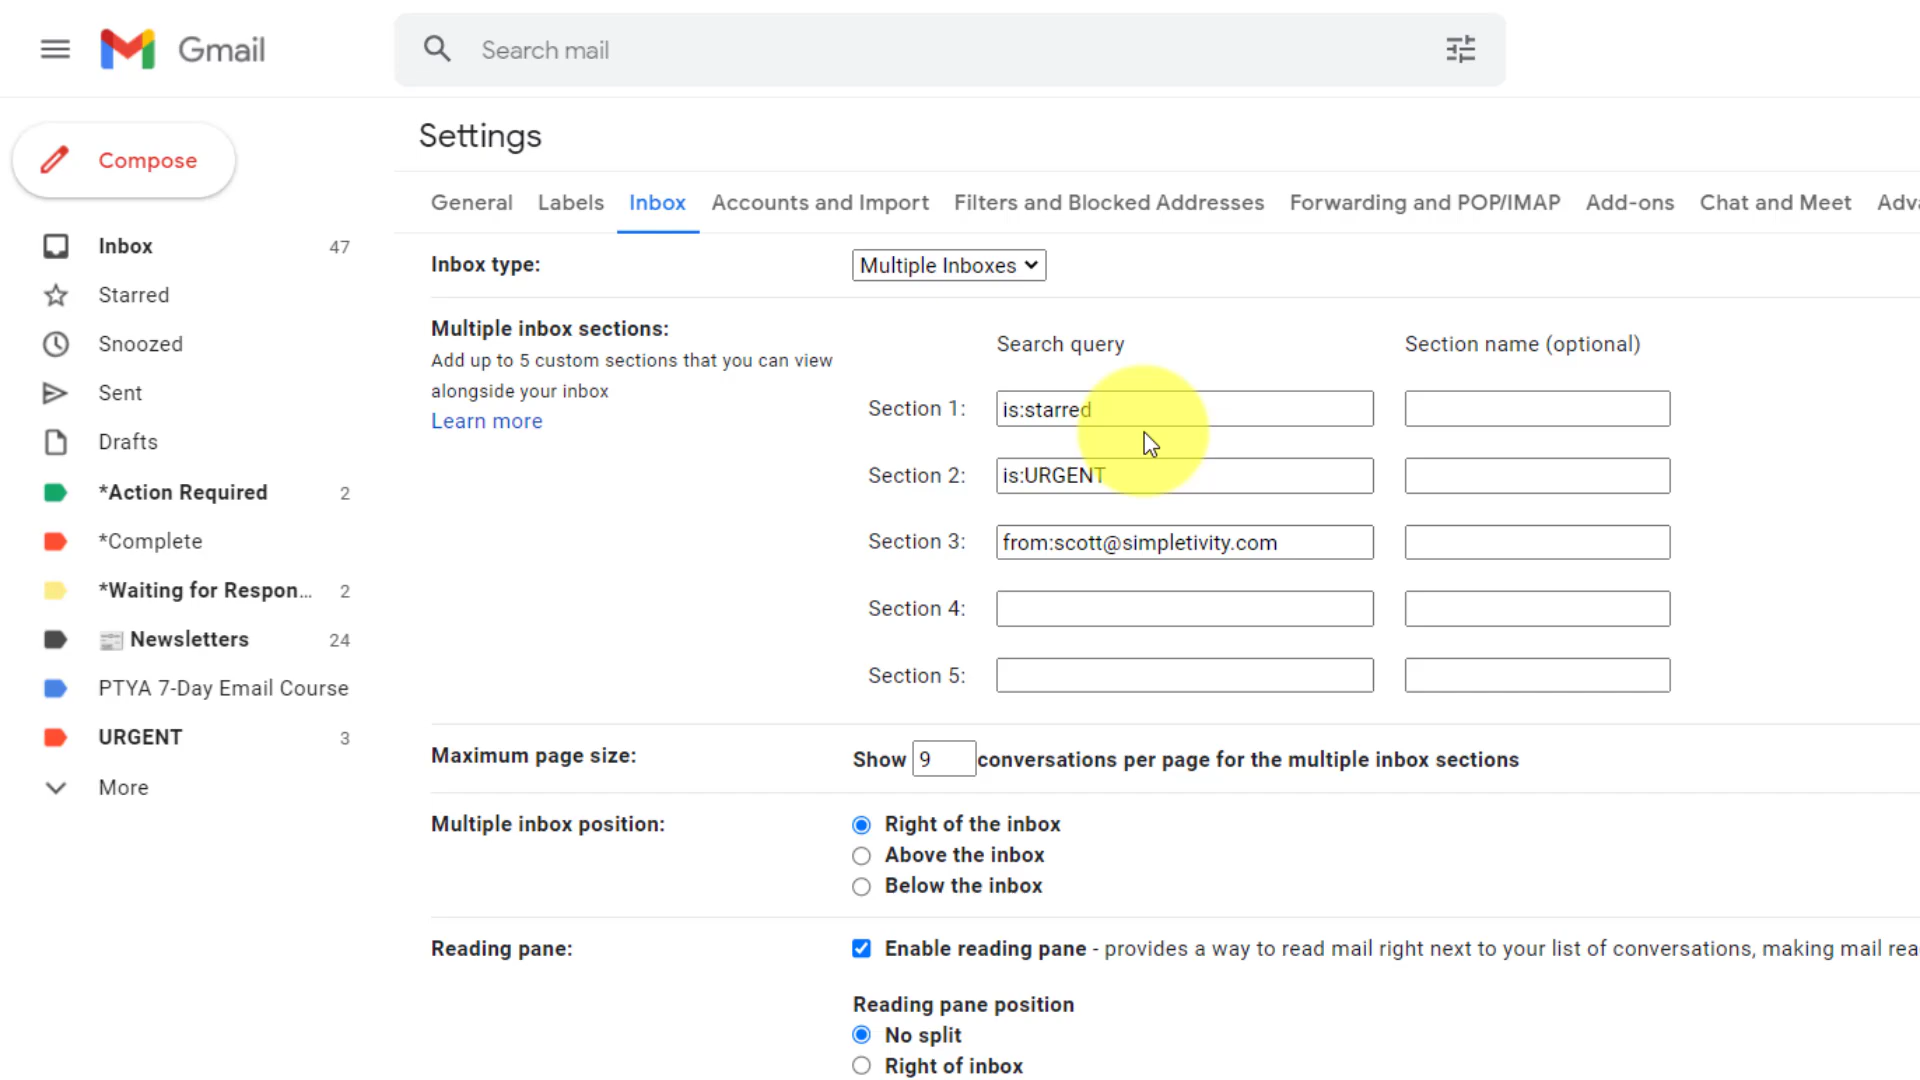 Gmail
Search mail
Compose
Inbox 47
Starred
Snoozed
Sent
Drafts
*Action Required 2
*Complete
*Waiting for Respon... 2
Newsletters 24
PTYA 7-Day Email Course
URGENT 3
More
Settings
General Labels Inbox Accounts and Import Filters and Blocked Addresses Forwarding and POP/IMAP Add-ons Chat and Meet Adva
Inbox type: Multiple Inboxes
Multiple inbox sections:
Add up to 5 custom sections that you can view
alongside your inbox
Learn more
Search query Section name (optional)
Section 1: is:starred
Section 2: is:URGENT
Section 3: from:scott@simpletivity.com
Section 4:
Section 5:
Maximum page size: Show 9 conversations per page for the multiple inbox sections
Multiple inbox position: Right of the inbox
Above the inbox
Below the inbox
Reading pane: Enable reading pane - provides a way to read mail right next to your list of conversations, making mail rea
Reading pane position
No split
Right of inbox